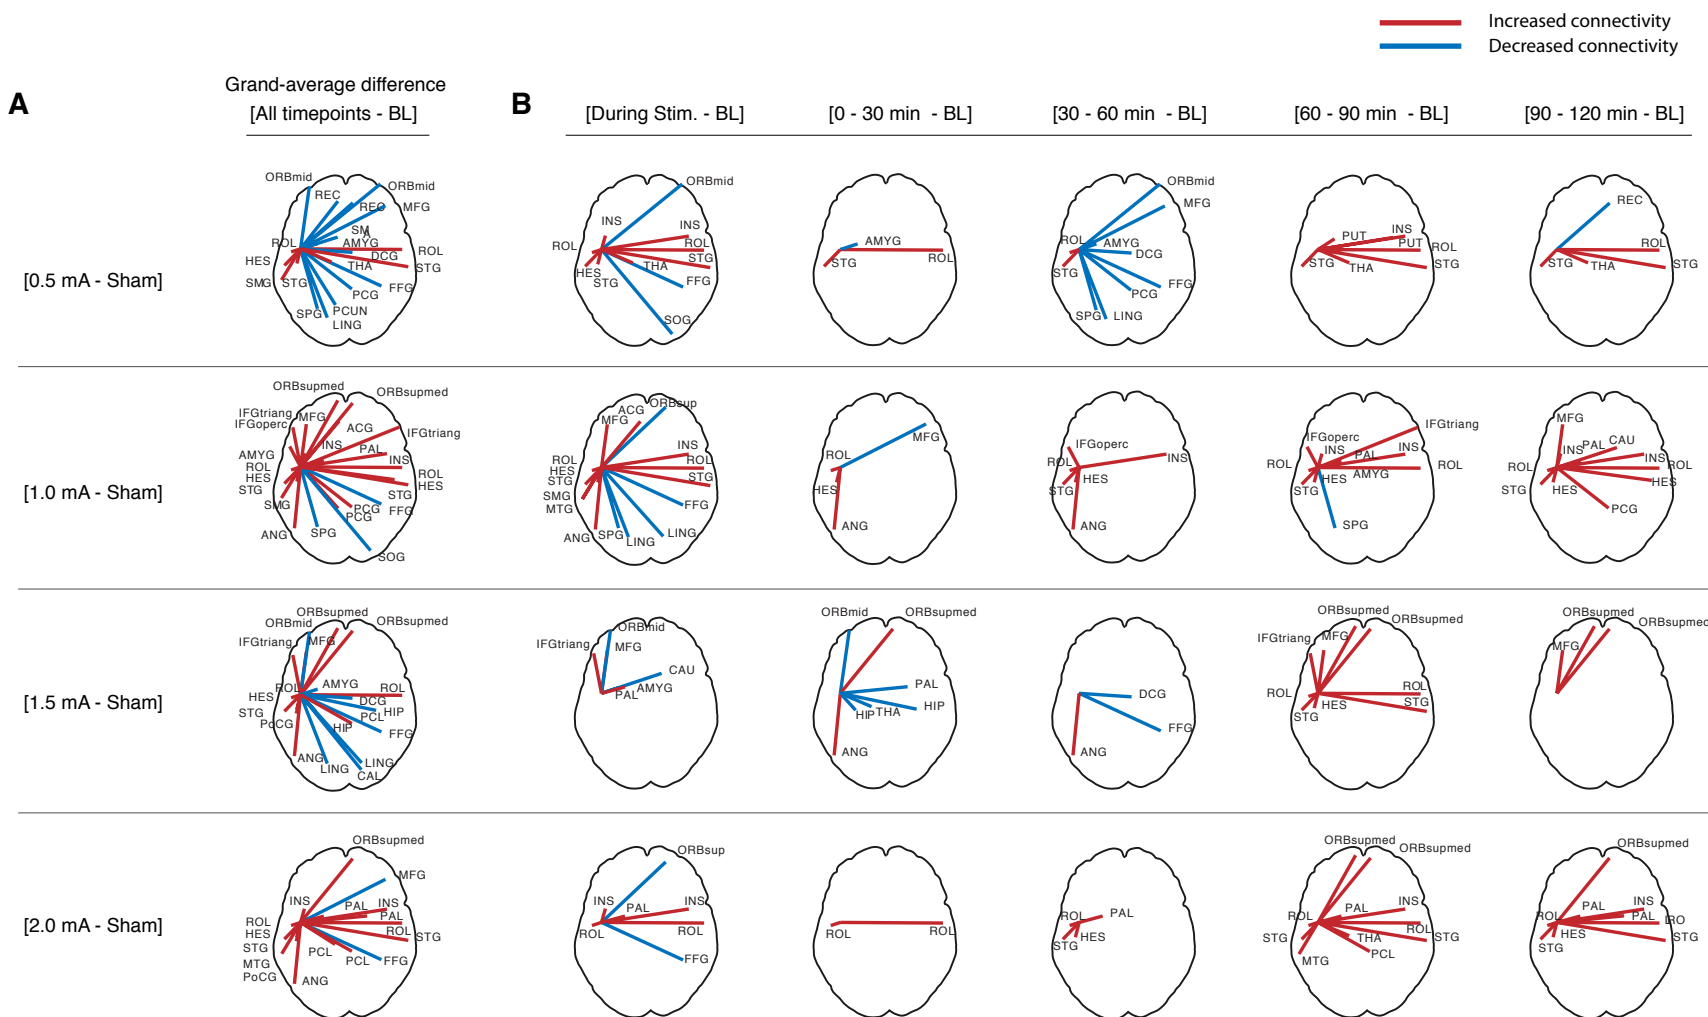 Increased connectivity
Decreased connectivity
A
Grand-average difference
[All timepoints - BL]
B
[During Stim. - BL]
[0 - 30 min - BL]
[30 - 60 min - BL]
[60 - 90 min - BL]
[90 - 120 min - BL]
[0.5 mA - Sham]
ORBmid
ORBmid
REC
REC
MFG
SM
A
ROL
AMYG
ROL
DCG
HES
THA
STG
SMG
STG
FFG
PCG
SPG
PCUN
LING
ORBmid
INS
INS
ROL
ROL
STG
HES
THA
STG
FFG
SOG
AMYG
STG
ROL
ORBmid
MFG
ROL
AMYG
DCG
STG
FFG
PCG
SPG
LING
PUT
INS
PUT
ROL
STG
THA
STG
REC
ROL
STG
THA
STG
[1.0 mA - Sham]
ORBsupmed
ORBsupmed
IFGtriang
MFG
IFGoperc
ACG
IFGtriang
INS
PAL
AMYG
INS
ROL
ROL
HES
HES
STG
STG
SMG
PCG
FFG
PCG
ANG
SPG
SOG
ACG
ORBsup
MFG
INS
ROL
ROL
HES
STG
STG
SMG
MTG
FFG
ANG
SPG
LING
LING
MFG
ROL
HES
ANG
IFGoperc
ROL
INS
HES
STG
ANG
IFGtriang
IFGoperc
INS
INS
PAL
ROL
ROL
HES
AMYG
STG
SPG
MFG
INS
PAL
CAU
INS
ROL
ROL
STG
HES
HES
PCG
[1.5 mA - Sham]
ORBsupmed
ORBmid
ORBsupmed
IFGtriang
MFG
ROL
AMYG
ROL
HES
DCG
STG
PCL
HIP
PoCG
HIP
FFG
ANG
LING
LING
CAL
ORBmid
IFGtriang
MFG
CAU
AMYG
PAL
ORBmid
ORBsupmed
PAL
HIP
THA
HIP
ANG
DCG
FFG
ANG
ORBsupmed
ORBsupmed
IFGtriang
MFG
ROL
ROL
HES
STG
STG
ORBsupmed
ORBsupmed
MFG
[2.0 mA - Sham]
ORBsupmed
MFG
INS
PAL
INS
PAL
ROL
HES
ROL
STG
STG
PCL
PCL
FFG
MTG
PoCG
ANG
ORBsup
INS
PAL
INS
ROL
ROL
FFG
ROL
ROL
ROL
PAL
HES
STG
ORBsupmed
ORBsupmed
INS
PAL
ROL
ROL
STG
THA
STG
MTG
PCL
ORBsupmed
PAL
INS
ROL
PAL
HES
STG
STG